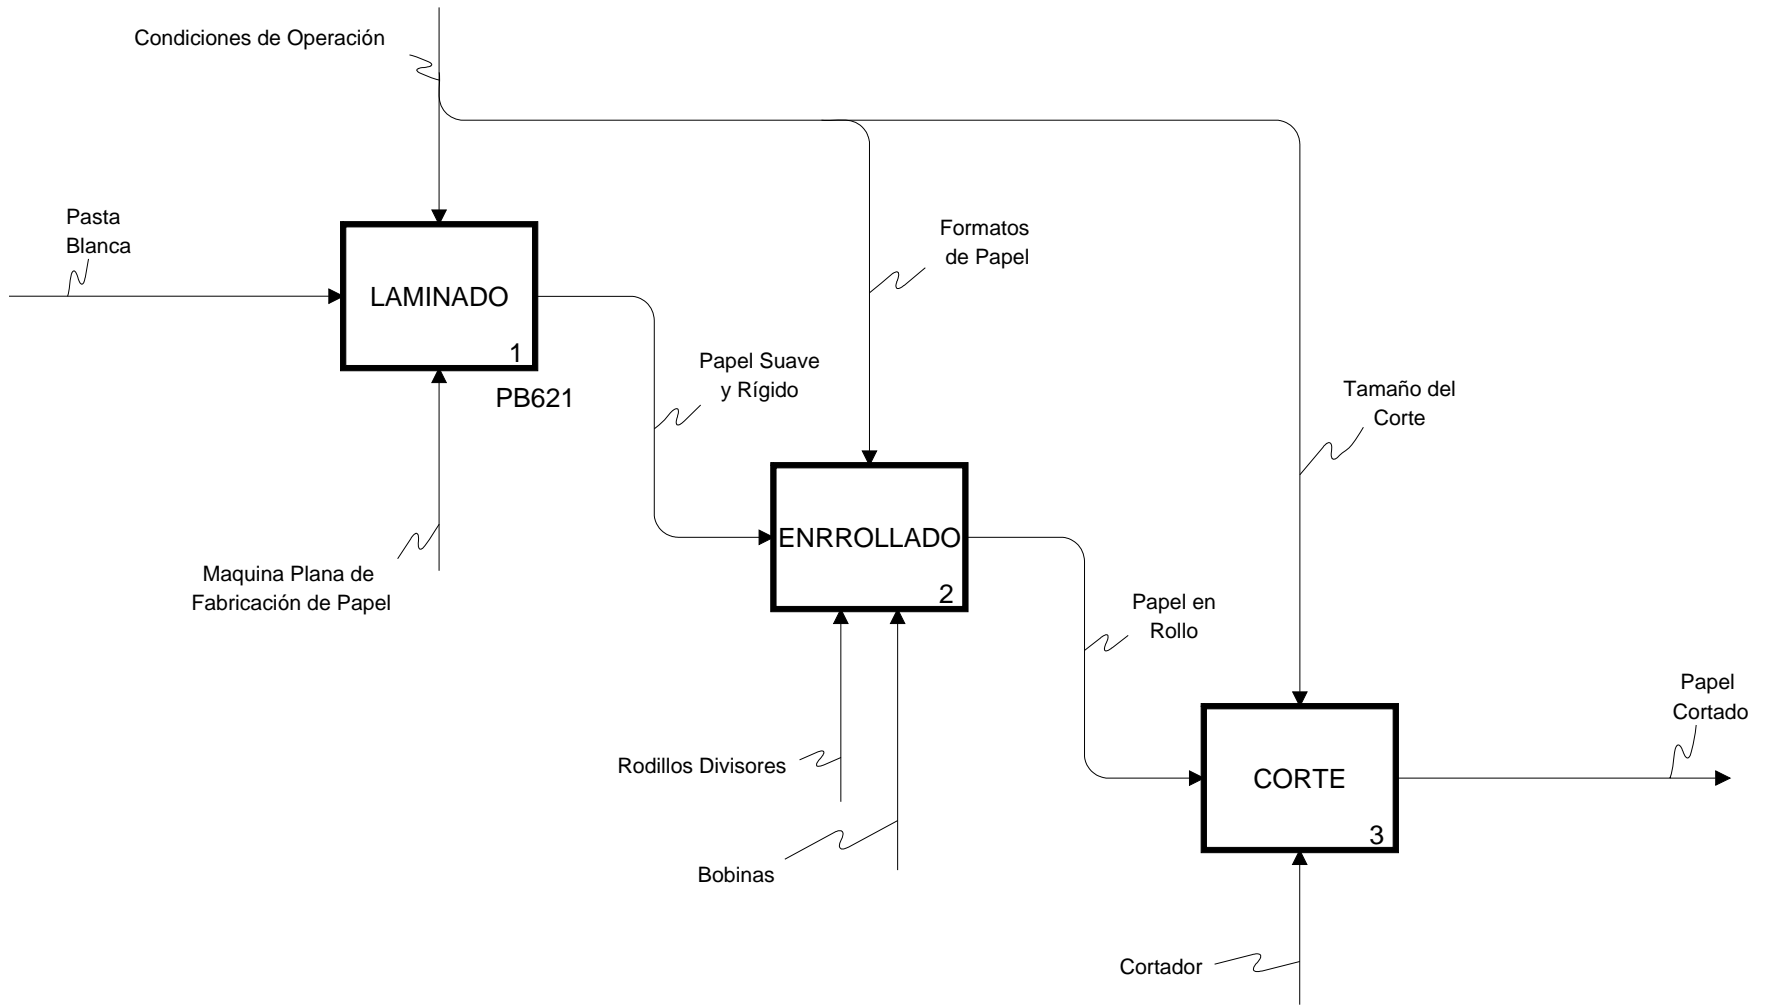 Condiciones de Operación
Pasta
Blanca
LAMINADO
1
PB621
Formatos
de Papel
Papel Suave
y Rígido
Tamaño del
Corte
Maquina Plana de
Fabricación de Papel
ENRROLLADO
2
Papel en
Rollo
Rodillos Divisores
Bobinas
Papel
Cortado
CORTE
3
Cortador